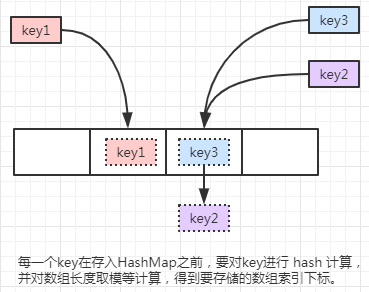 key1
key3
key2
key1
key3
key2
每一个key在存入HashMap之前，要对key进行 hash 计算，
并对数组长度取模等计算，得到要存储的数组索引下标。